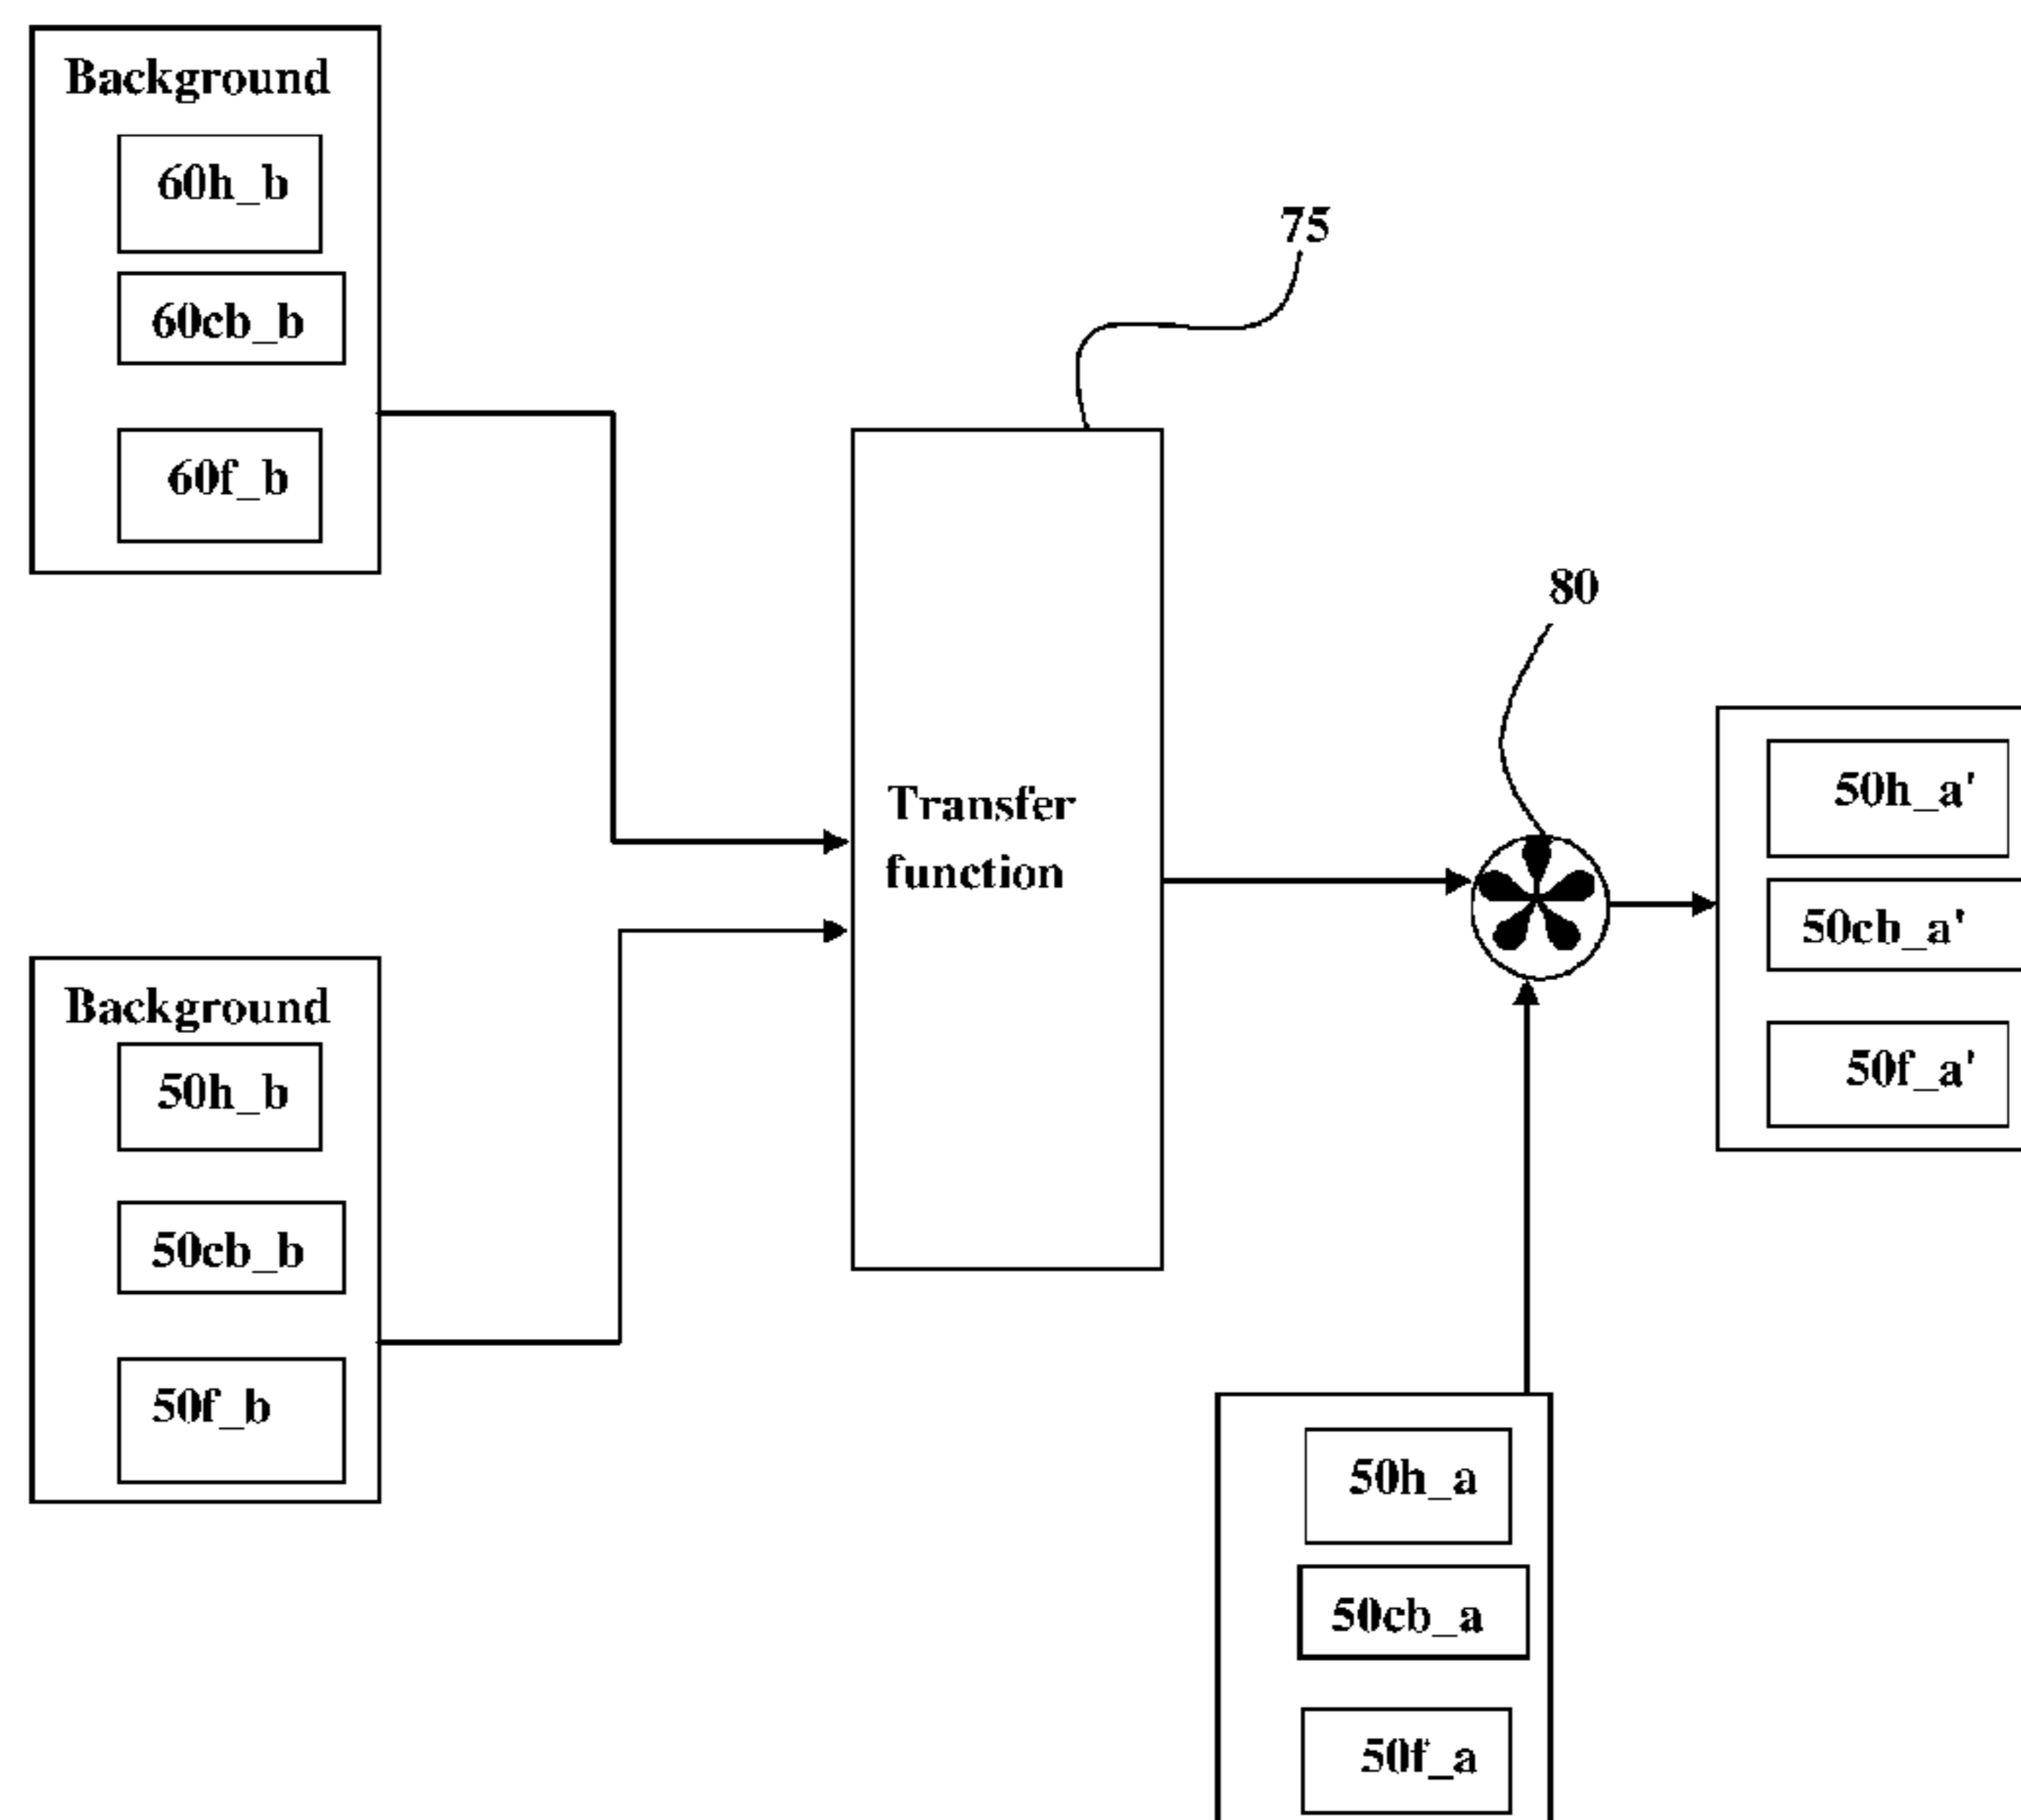 Background
60h_b
60cb_b
60f_b
75
80
Transfer
function
50h_a'
50cb_a'
50f_a'
Background
50h_b
50cb_b
50f_b
50h_a
50cb_a
50f_a